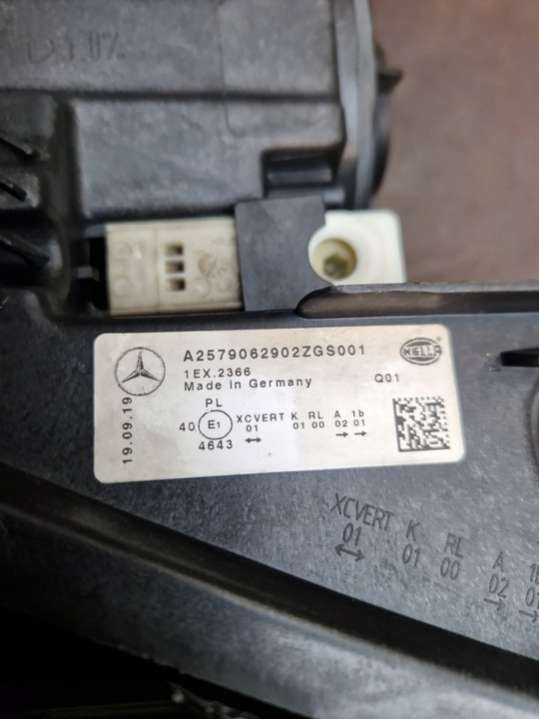 A2579062902ZGS001
HELLA
1EX.2366
Made in Germany
Q01
19.09.19
PL
40 E1 XCVERT K RL A 1b
01 01 00 02 01
4643 ↔ → →
XCVERT K RL A 1b
01 01 00 02 01
↔ → →